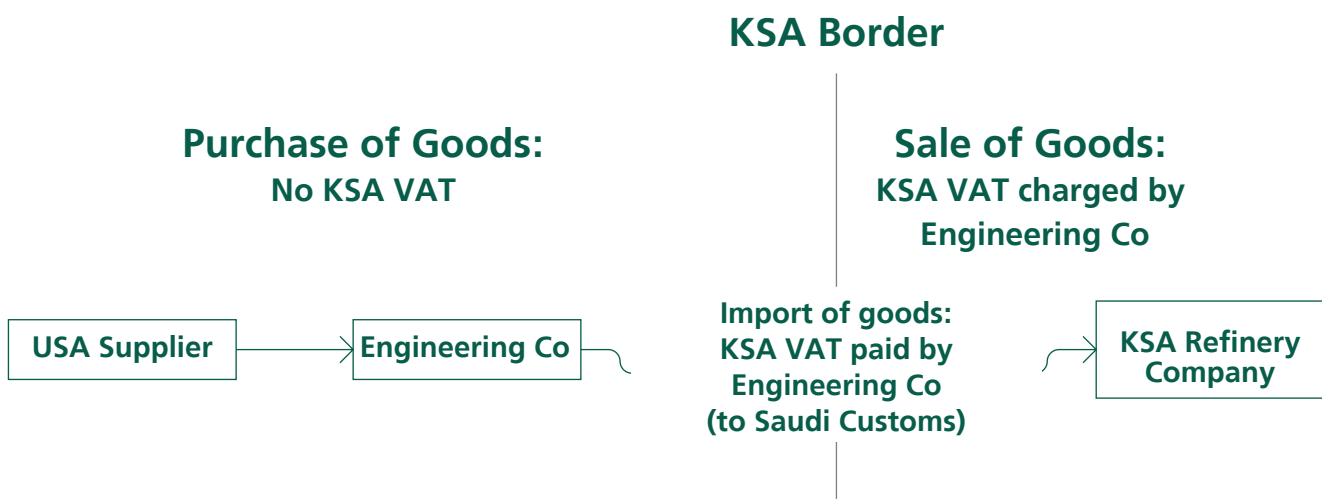 KSA Border
Purchase of Goods:
No KSA VAT
Sale of Goods:
KSA VAT charged by
Engineering Co
USA Supplier
Engineering Co
Import of goods:
KSA VAT paid by
Engineering Co
(to Saudi Customs)
KSA Refinery
Company